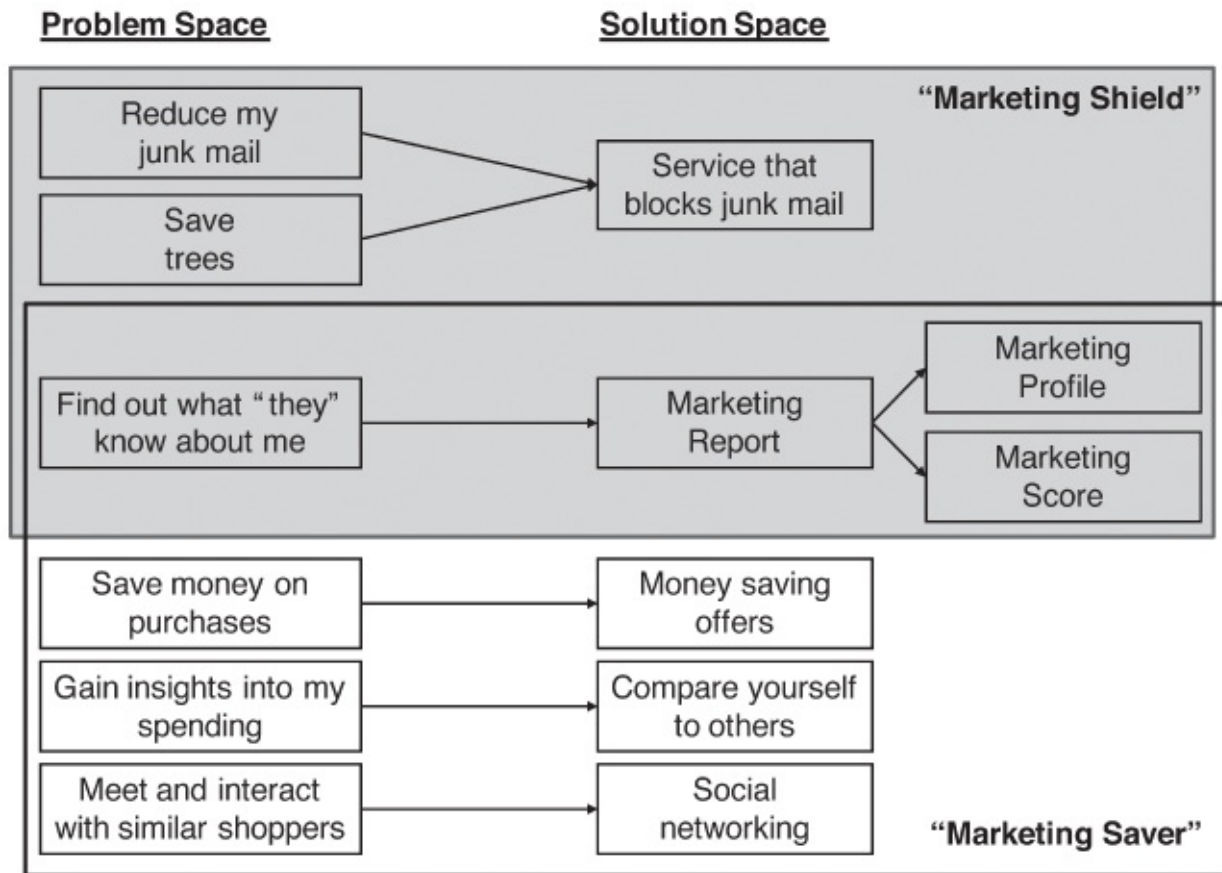 Problem Space
Solution Space
“Marketing Shield”
Reduce my
junk mail
Service that
blocks junk mail
Save
trees
Find out what “they”
know about me
Marketing
Report
Marketing
Profile
Marketing
Score
Save money on
purchases
Money saving
offers
Gain insights into my
spending
Compare yourself
to others
Meet and interact
with similar shoppers
Social
networking
“Marketing Saver”